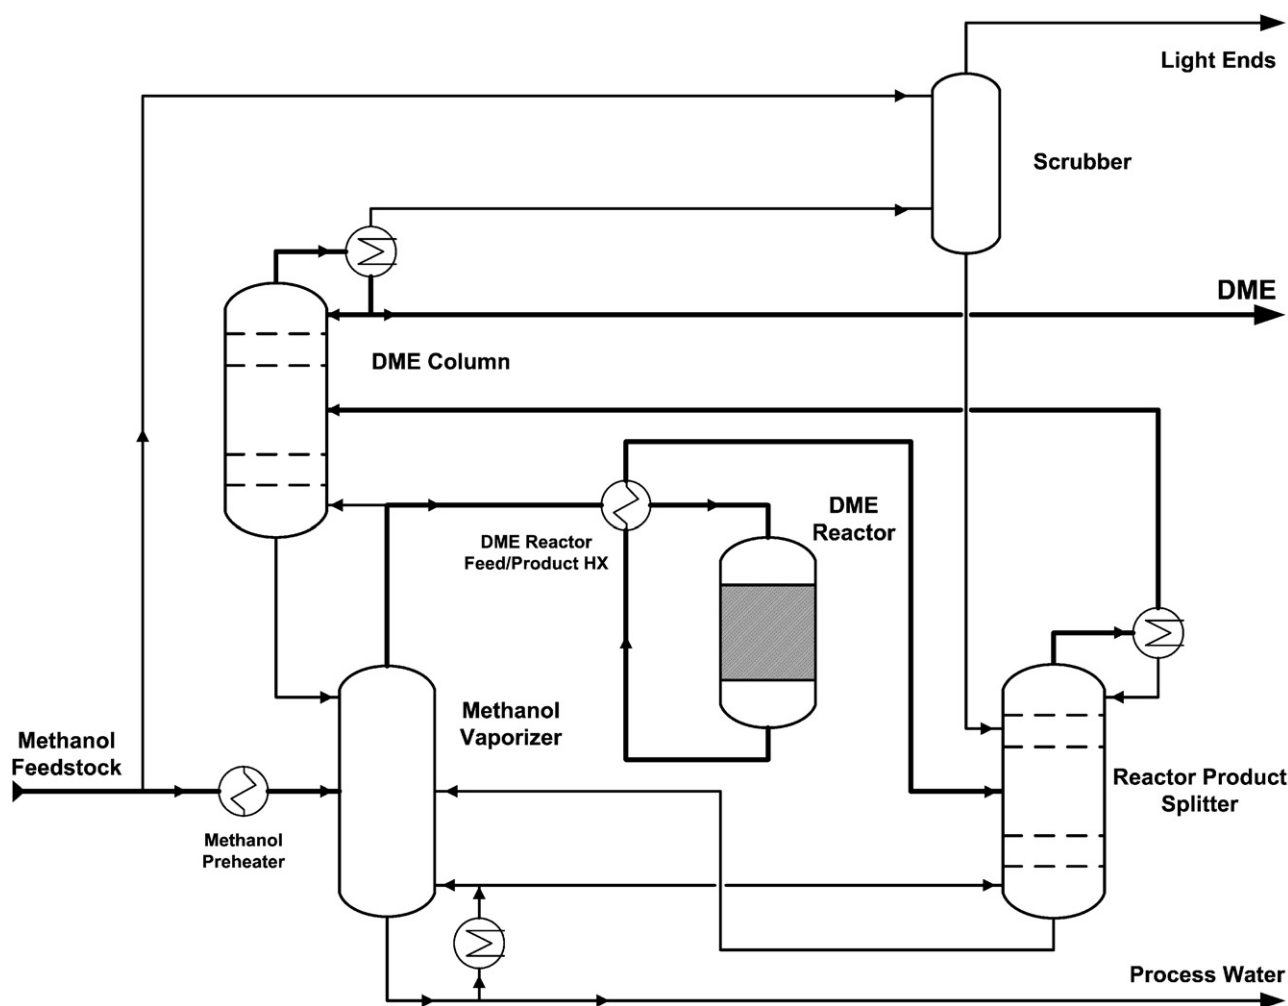 Light Ends
Scrubber
DME
DME Column
DME
Reactor
DME Reactor
Feed/Product HX
Methanol
Vaporizer
Methanol
Feedstock
Reactor Product
Splitter
Methanol
Preheater
Process Water